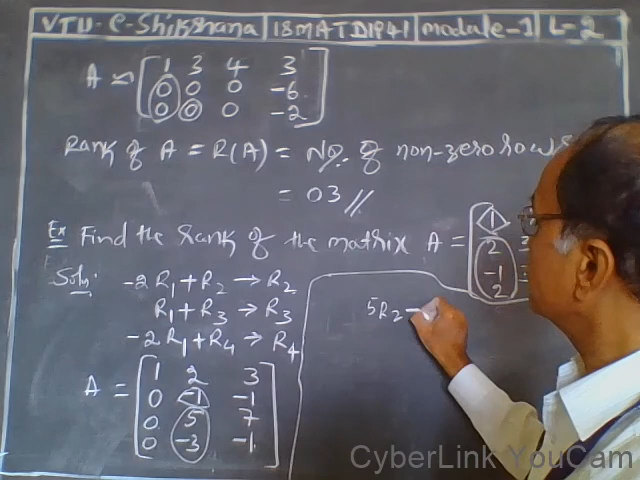 VTU-e-Shikshana 18MATD1941 module-1 L-2
A ~ [1 3 4 3
0 0 0 -6
0 0 0 -2]
Rank of A = R(A) = No. of non-zero rows
= 03 //
Ex Find the rank of the matrix A = [1
2 3
-1
2
Soln: -2R1+R2 → R2
R1+R3 → R3
-2R1+R4 → R4
5R2
A = [1 2 3
0 -1 -1
0 5 7
0 -3 -1]
CyberLink YouCam